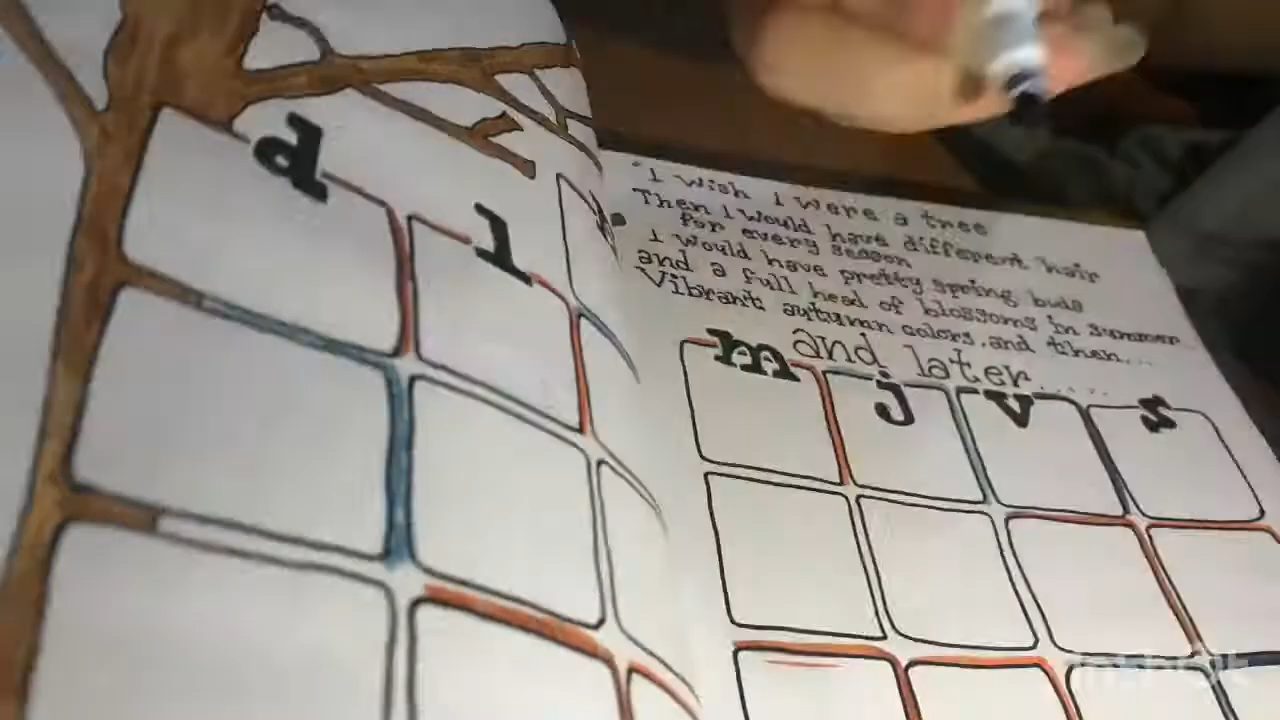 d
l
"I wish I were a tree
Then I would have different hair
for every season
I would have pretty spring buds
and a full head of blossoms in summer
Vibrant autumn colors, and then...
and later.....
m j v s